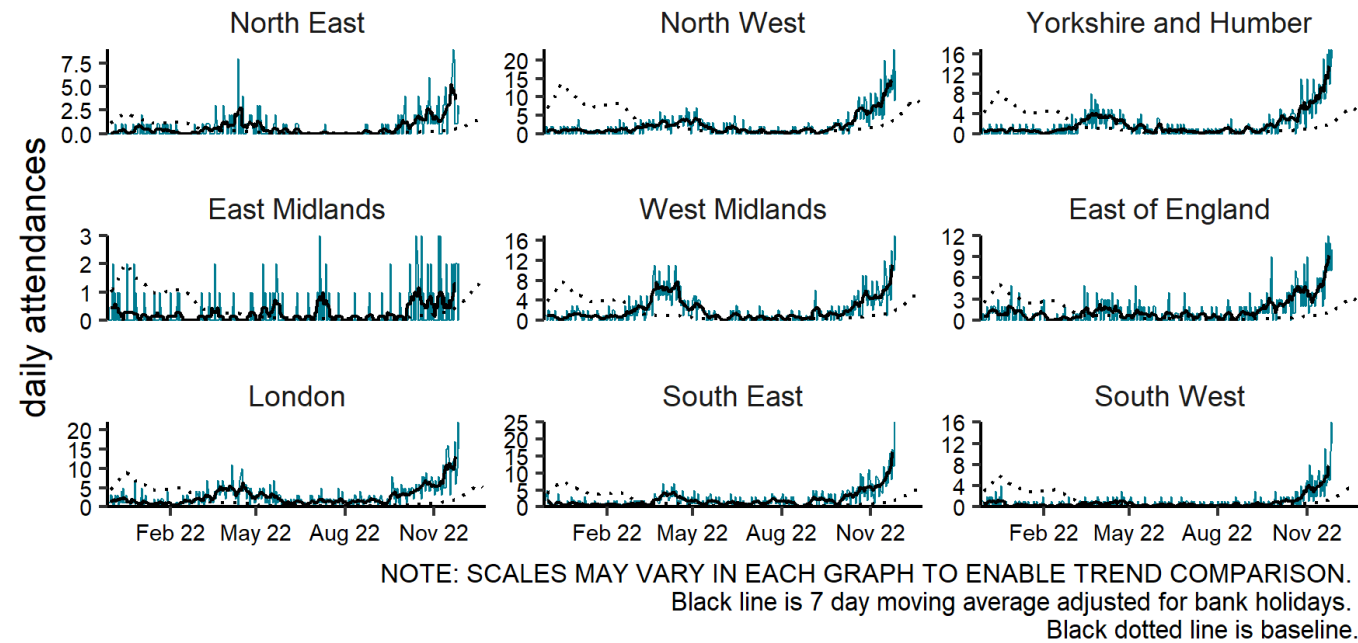 North East
North West
Yorkshire and Humber
7.5
5.0
2.5
0.0
20
15
10
5
0
16
12
8
4
0
daily attendances
East Midlands
West Midlands
East of England
3
2
1
0
16
12
8
4
0
12
9
6
3
0
London
South East
South West
20
15
10
5
0
25
20
15
10
5
0
16
12
8
4
0
Feb 22 May 22 Aug 22 Nov 22
Feb 22 May 22 Aug 22 Nov 22
Feb 22 May 22 Aug 22 Nov 22
NOTE: SCALES MAY VARY IN EACH GRAPH TO ENABLE TREND COMPARISON.
Black line is 7 day moving average adjusted for bank holidays.
Black dotted line is baseline.